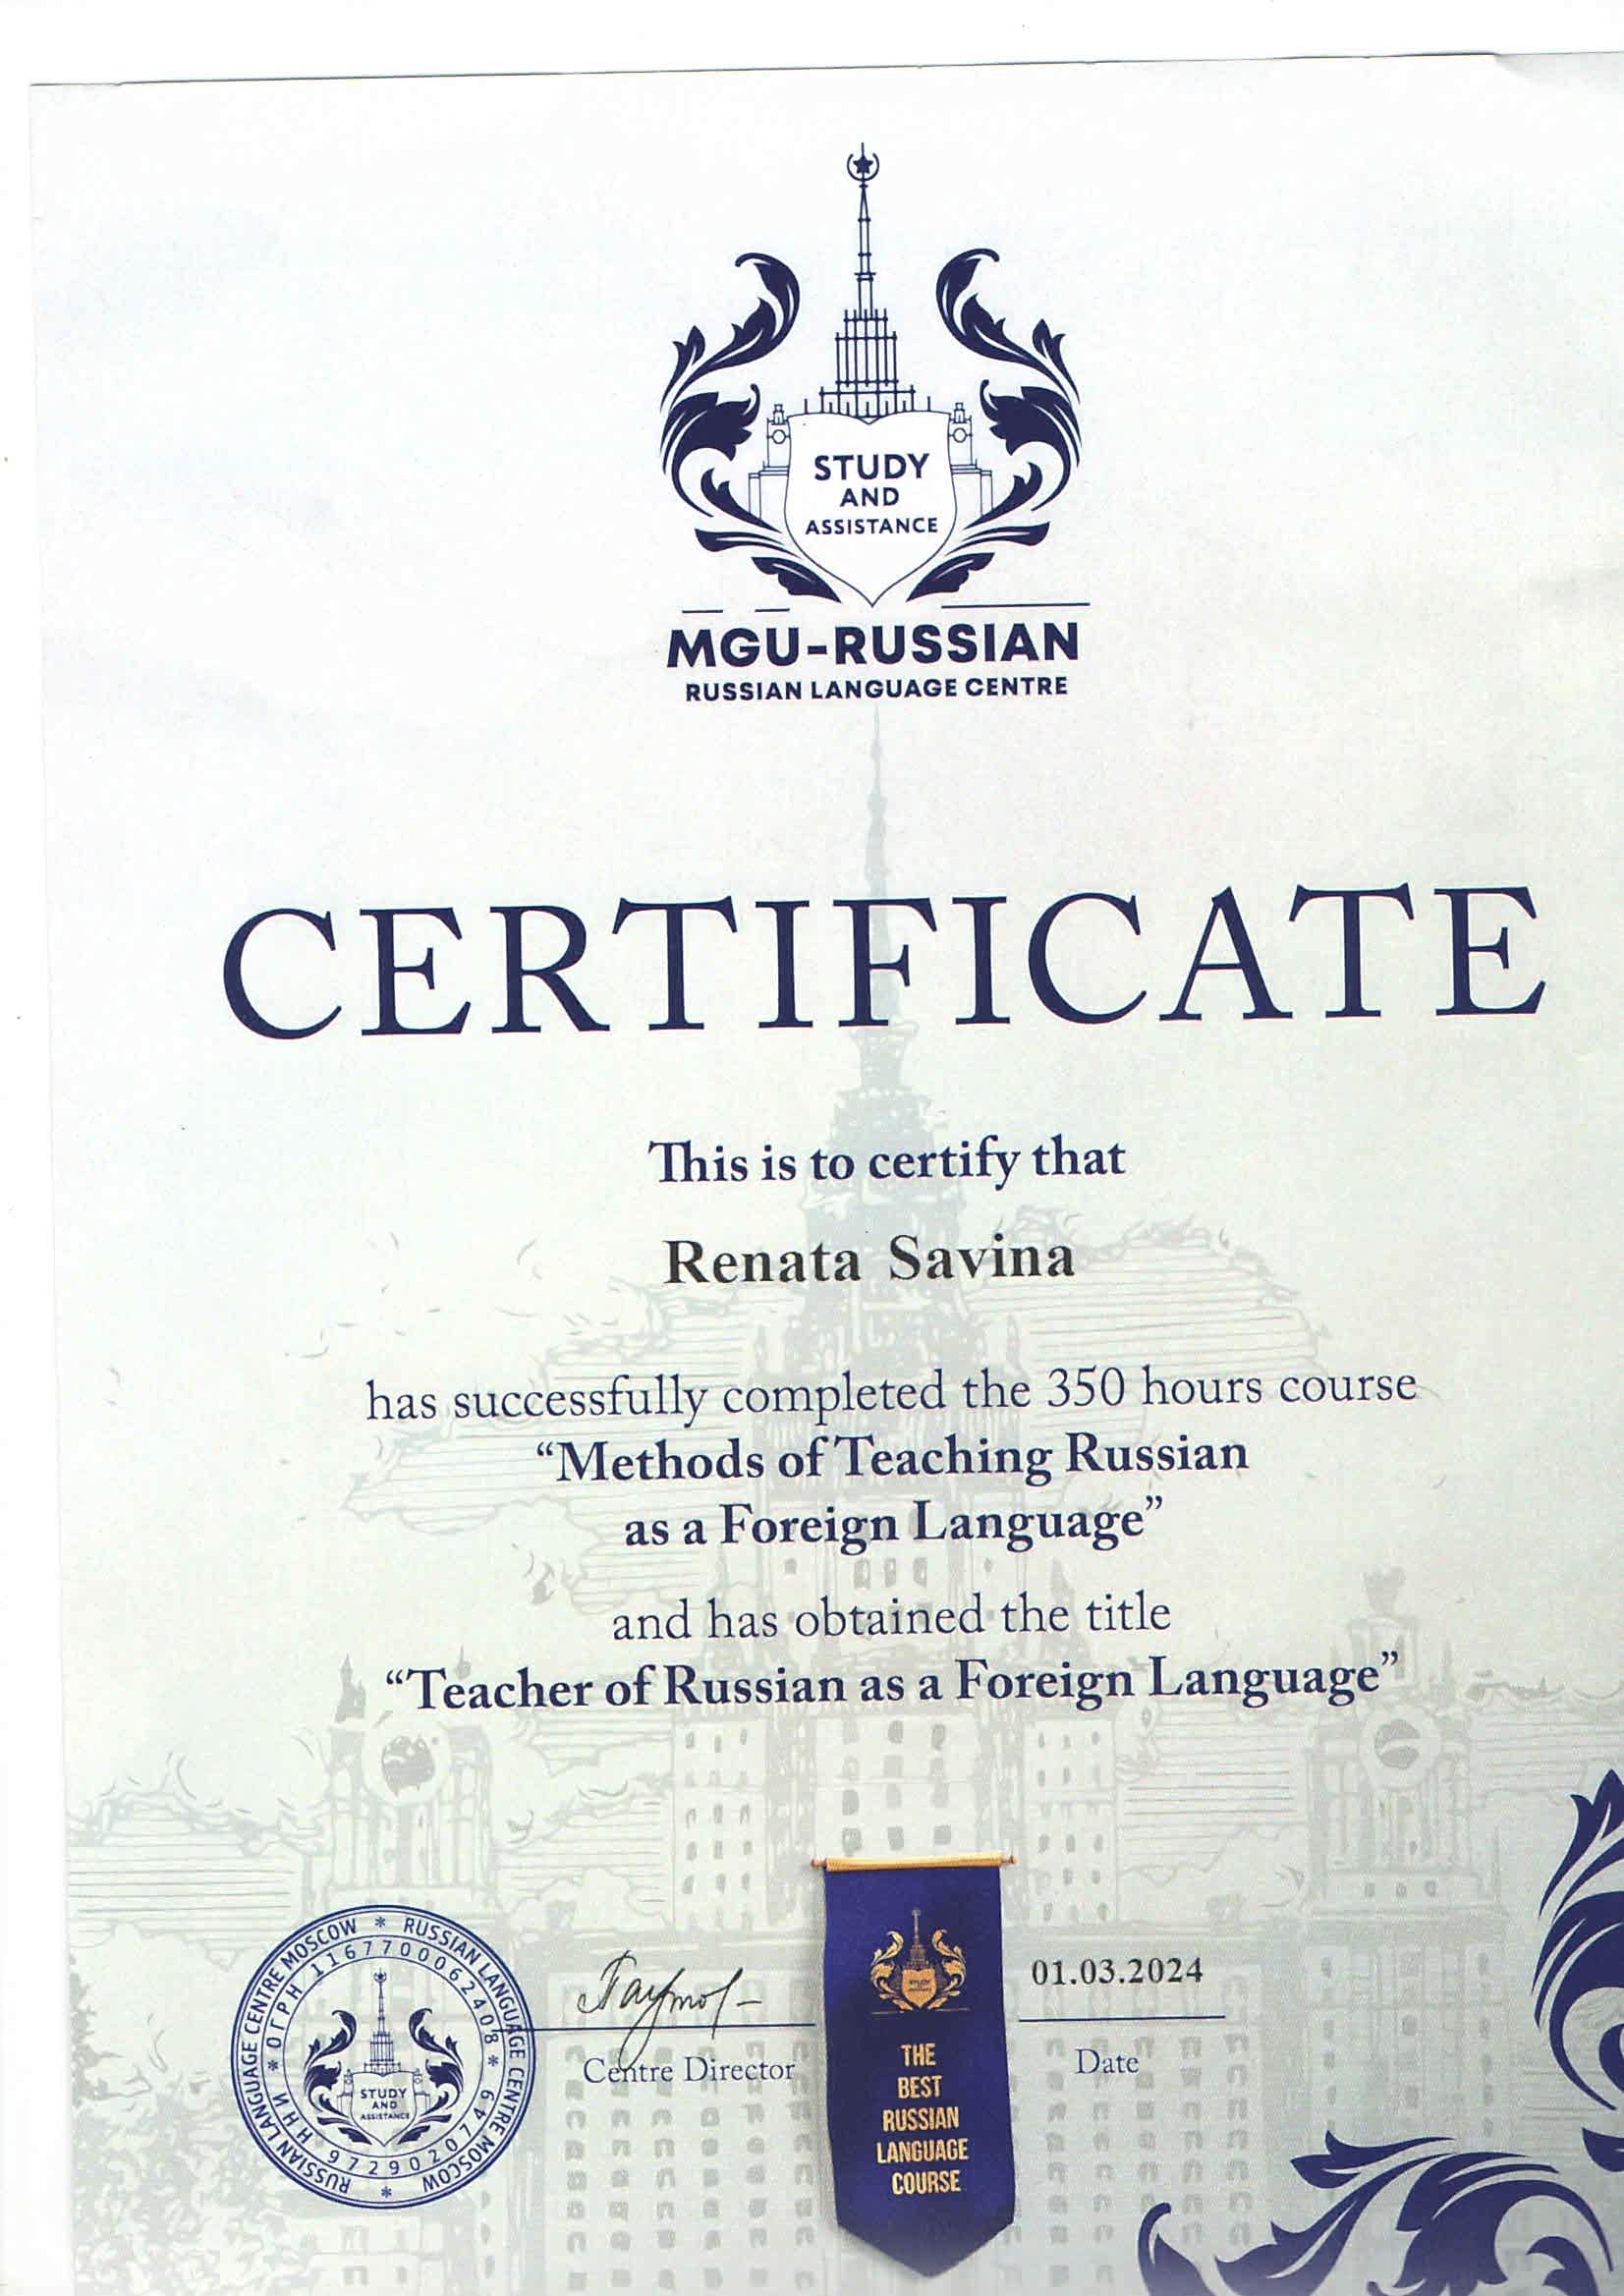 STUDY
AND
ASSISTANCE
MGU-RUSSIAN
RUSSIAN LANGUAGE CENTRE
CERTIFICATE
This is to certify that
Renata Savina
has successfully completed the 350 hours course
“Methods of Teaching Russian
as a Foreign Language”
and has obtained the title
“Teacher of Russian as a Foreign Language”
RUSSIAN LANGUAGE CENTRE MOSCOW * RUSSIAN LANGUAGE CENTRE MOSCOW *
* ОГРН 1167700062408 * ИНН 9729020749
STUDY
AND
ASSISTANCE
Centre Director
THE
BEST
RUSSIAN
LANGUAGE
COURSE
01.03.2024
Date